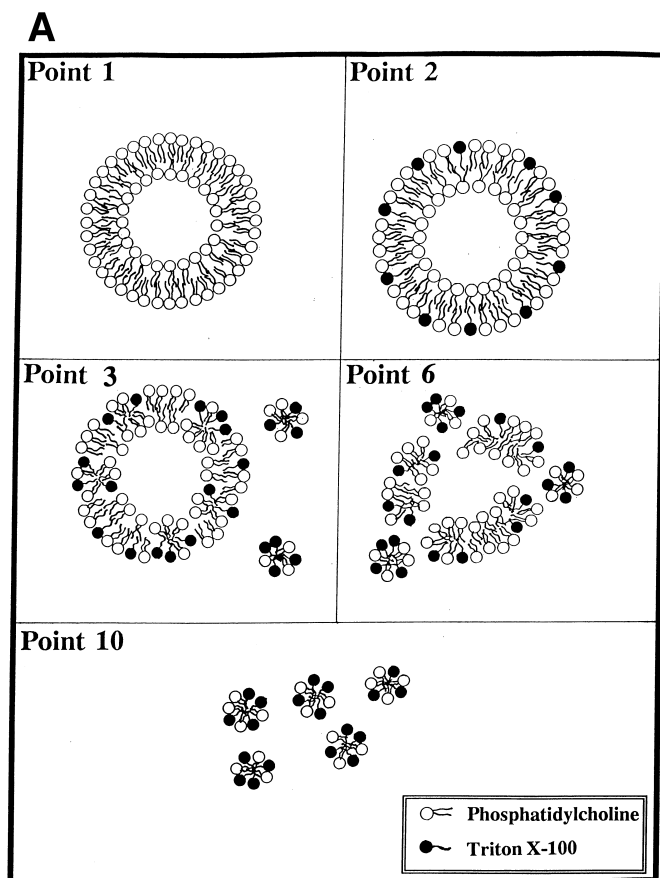 A
Point 1
Point 2
Point 3
Point 6
Point 10
Phosphatidylcholine
Triton X-100